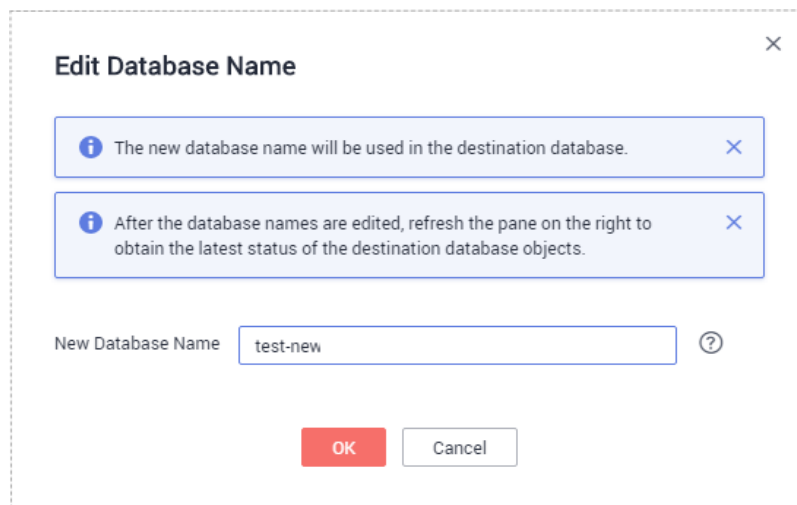 Edit Database Name
The new database name will be used in the destination database.
After the database names are edited, refresh the pane on the right to
obtain the latest status of the destination database objects.
New Database Name test-new
OK Cancel